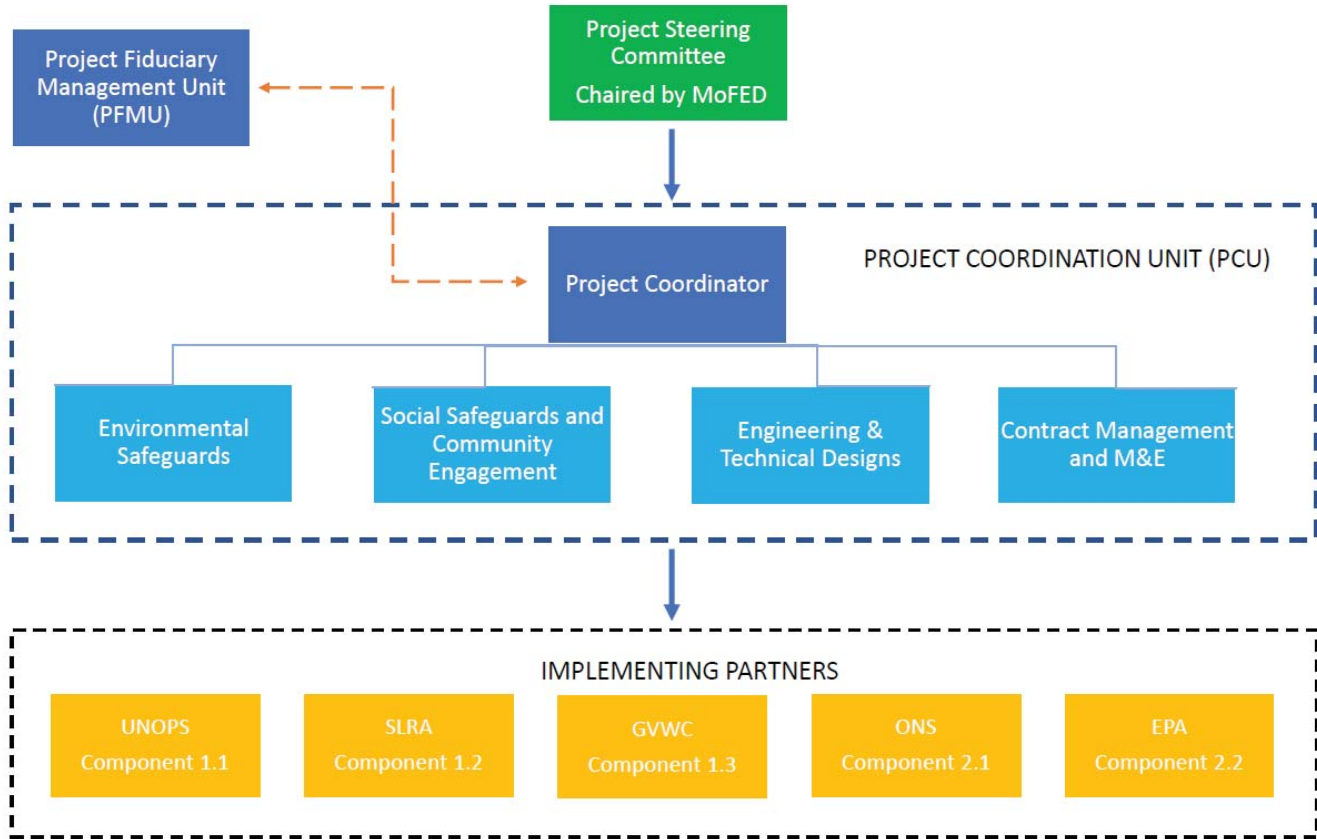 Project Steering
Committee
Chaired by MoFED
Project Fiduciary
Management Unit
(PFMU)
PROJECT COORDINATION UNIT (PCU)
Project Coordinator
Environmental
Safeguards
Social Safeguards and
Community
Engagement
Engineering &
Technical Designs
Contract Management
and M&E
IMPLEMENTING PARTNERS
UNOPS
Component 1.1
SLRA
Component 1.2
GVWC
Component 1.3
ONS
Component 2.1
EPA
Component 2.2